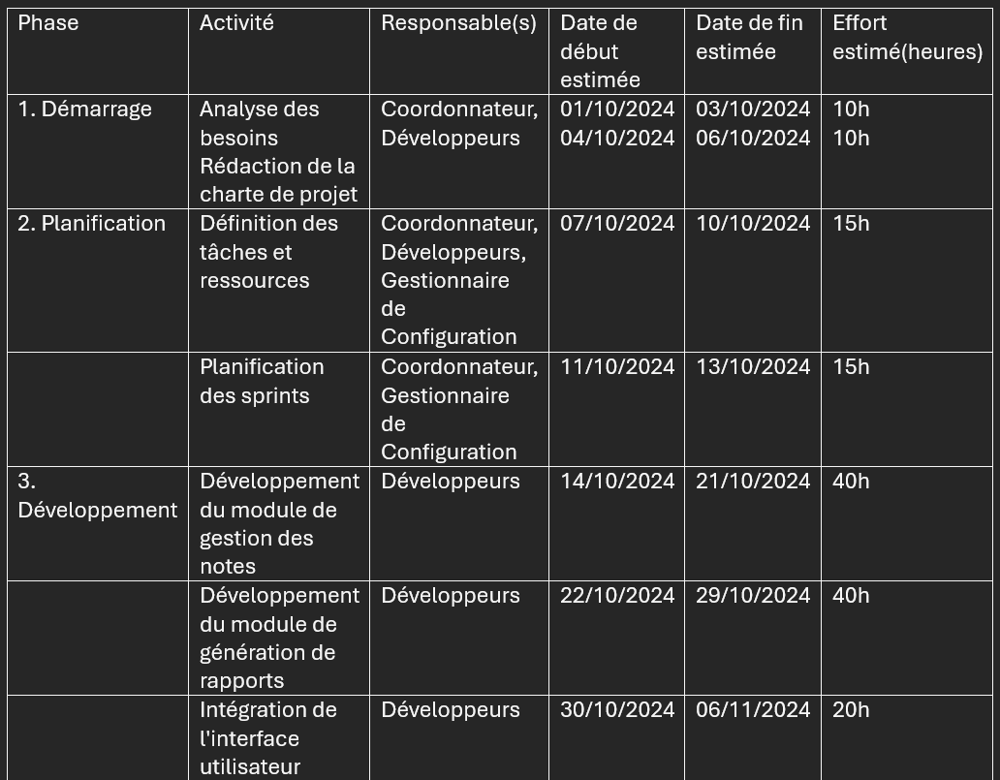 Phase
Activité
Responsable(s)
Date de
début
estimée
Date de fin
estimée
Effort
estimé(heures)
1. Démarrage
Analyse des
besoins
Rédaction de la
charte de projet
Coordonnateur,
Développeurs
01/10/2024
04/10/2024
03/10/2024
06/10/2024
10h
10h
2. Planification
Définition des
tâches et
ressources
Coordonnateur,
Développeurs,
Gestionnaire
de
Configuration
07/10/2024
10/10/2024
15h
Planification
des sprints
Coordonnateur,
Gestionnaire
de
Configuration
11/10/2024
13/10/2024
15h
3.
Développement
Développement
du module de
gestion des
notes
Développeurs
14/10/2024
21/10/2024
40h
Développement
du module de
génération de
rapports
Développeurs
22/10/2024
29/10/2024
40h
Intégration de
l'interface
utilisateur
Développeurs
30/10/2024
06/11/2024
20h